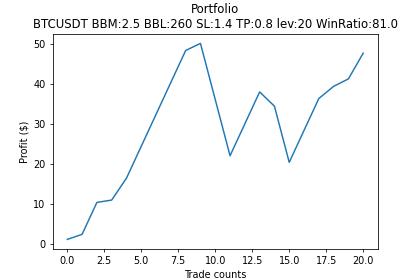 Portfolio
BTCUSDT BBM:2.5 BBL:260 SL:1.4 TP:0.8 lev:20 WinRatio:81.0
50
40
30
20
10
0
Profit ($)
0.0 2.5 5.0 7.5 10.0 12.5 15.0 17.5 20.0
Trade counts